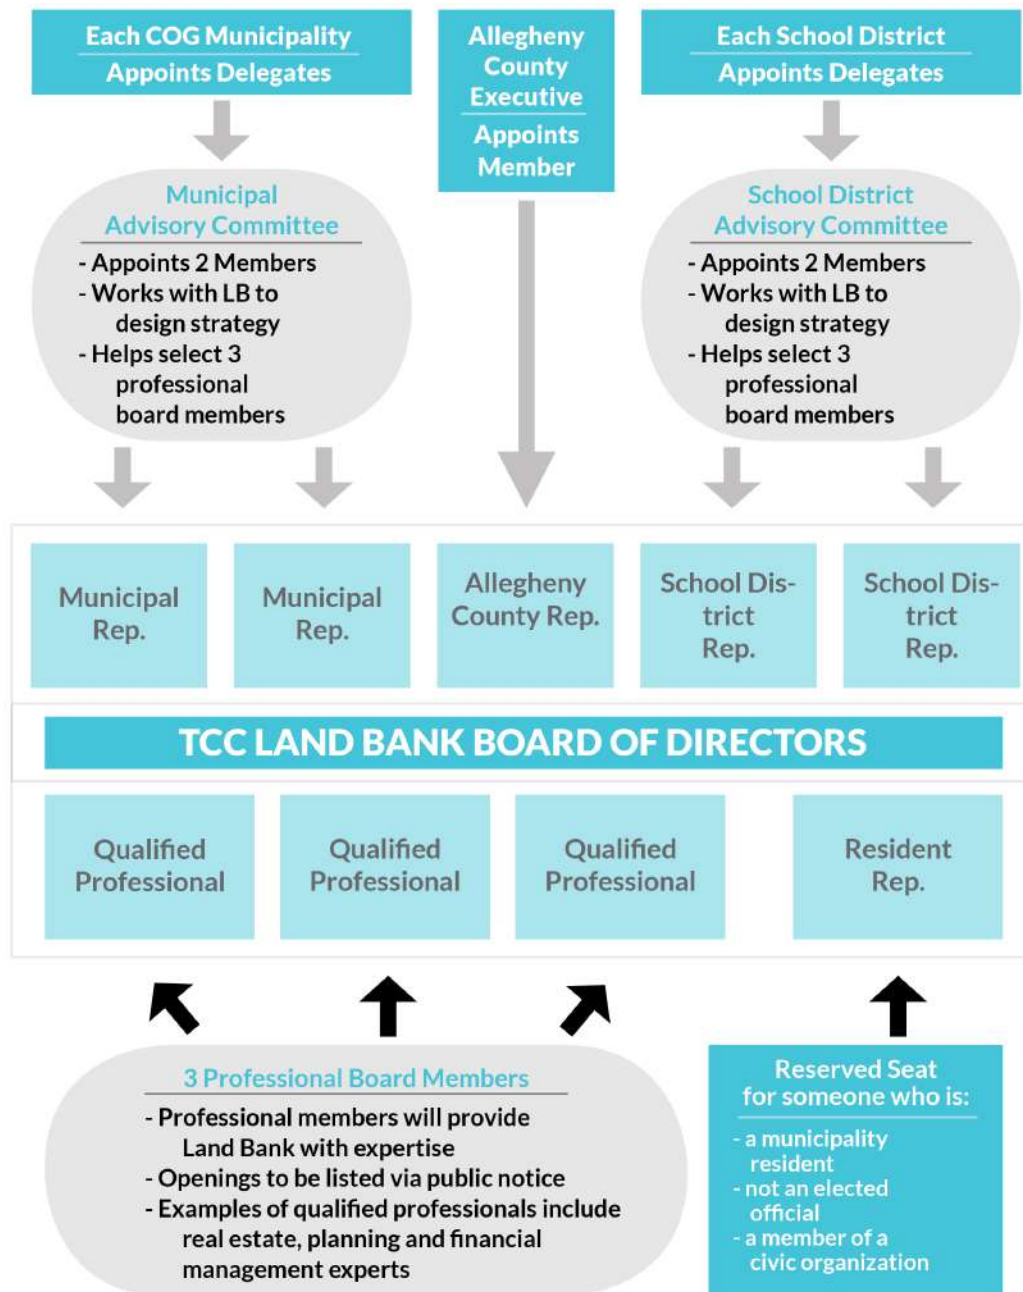 Each COG Municipality
Appoints Delegates
Allegheny
County
Executive
Appoints
Member
Each School District
Appoints Delegates
Municipal
Advisory Committee
- Appoints 2 Members
- Works with LB to
design strategy
- Helps select 3
professional
board members
School District
Advisory Committee
- Appoints 2 Members
- Works with LB to
design strategy
- Helps select 3
professional
board members
Municipal
Rep.
Municipal
Rep.
Allegheny
County Rep.
School Dis-
trict
Rep.
School Dis-
trict
Rep.
TCC LAND BANK BOARD OF DIRECTORS
Qualified
Professional
Qualified
Professional
Qualified
Professional
Resident
Rep.
3 Professional Board Members
- Professional members will provide
Land Bank with expertise
- Openings to be listed via public notice
- Examples of qualified professionals include
real estate, planning and financial
management experts
Reserved Seat
for someone who is:
- a municipality
resident
- not an elected
official
- a member of a
civic organization